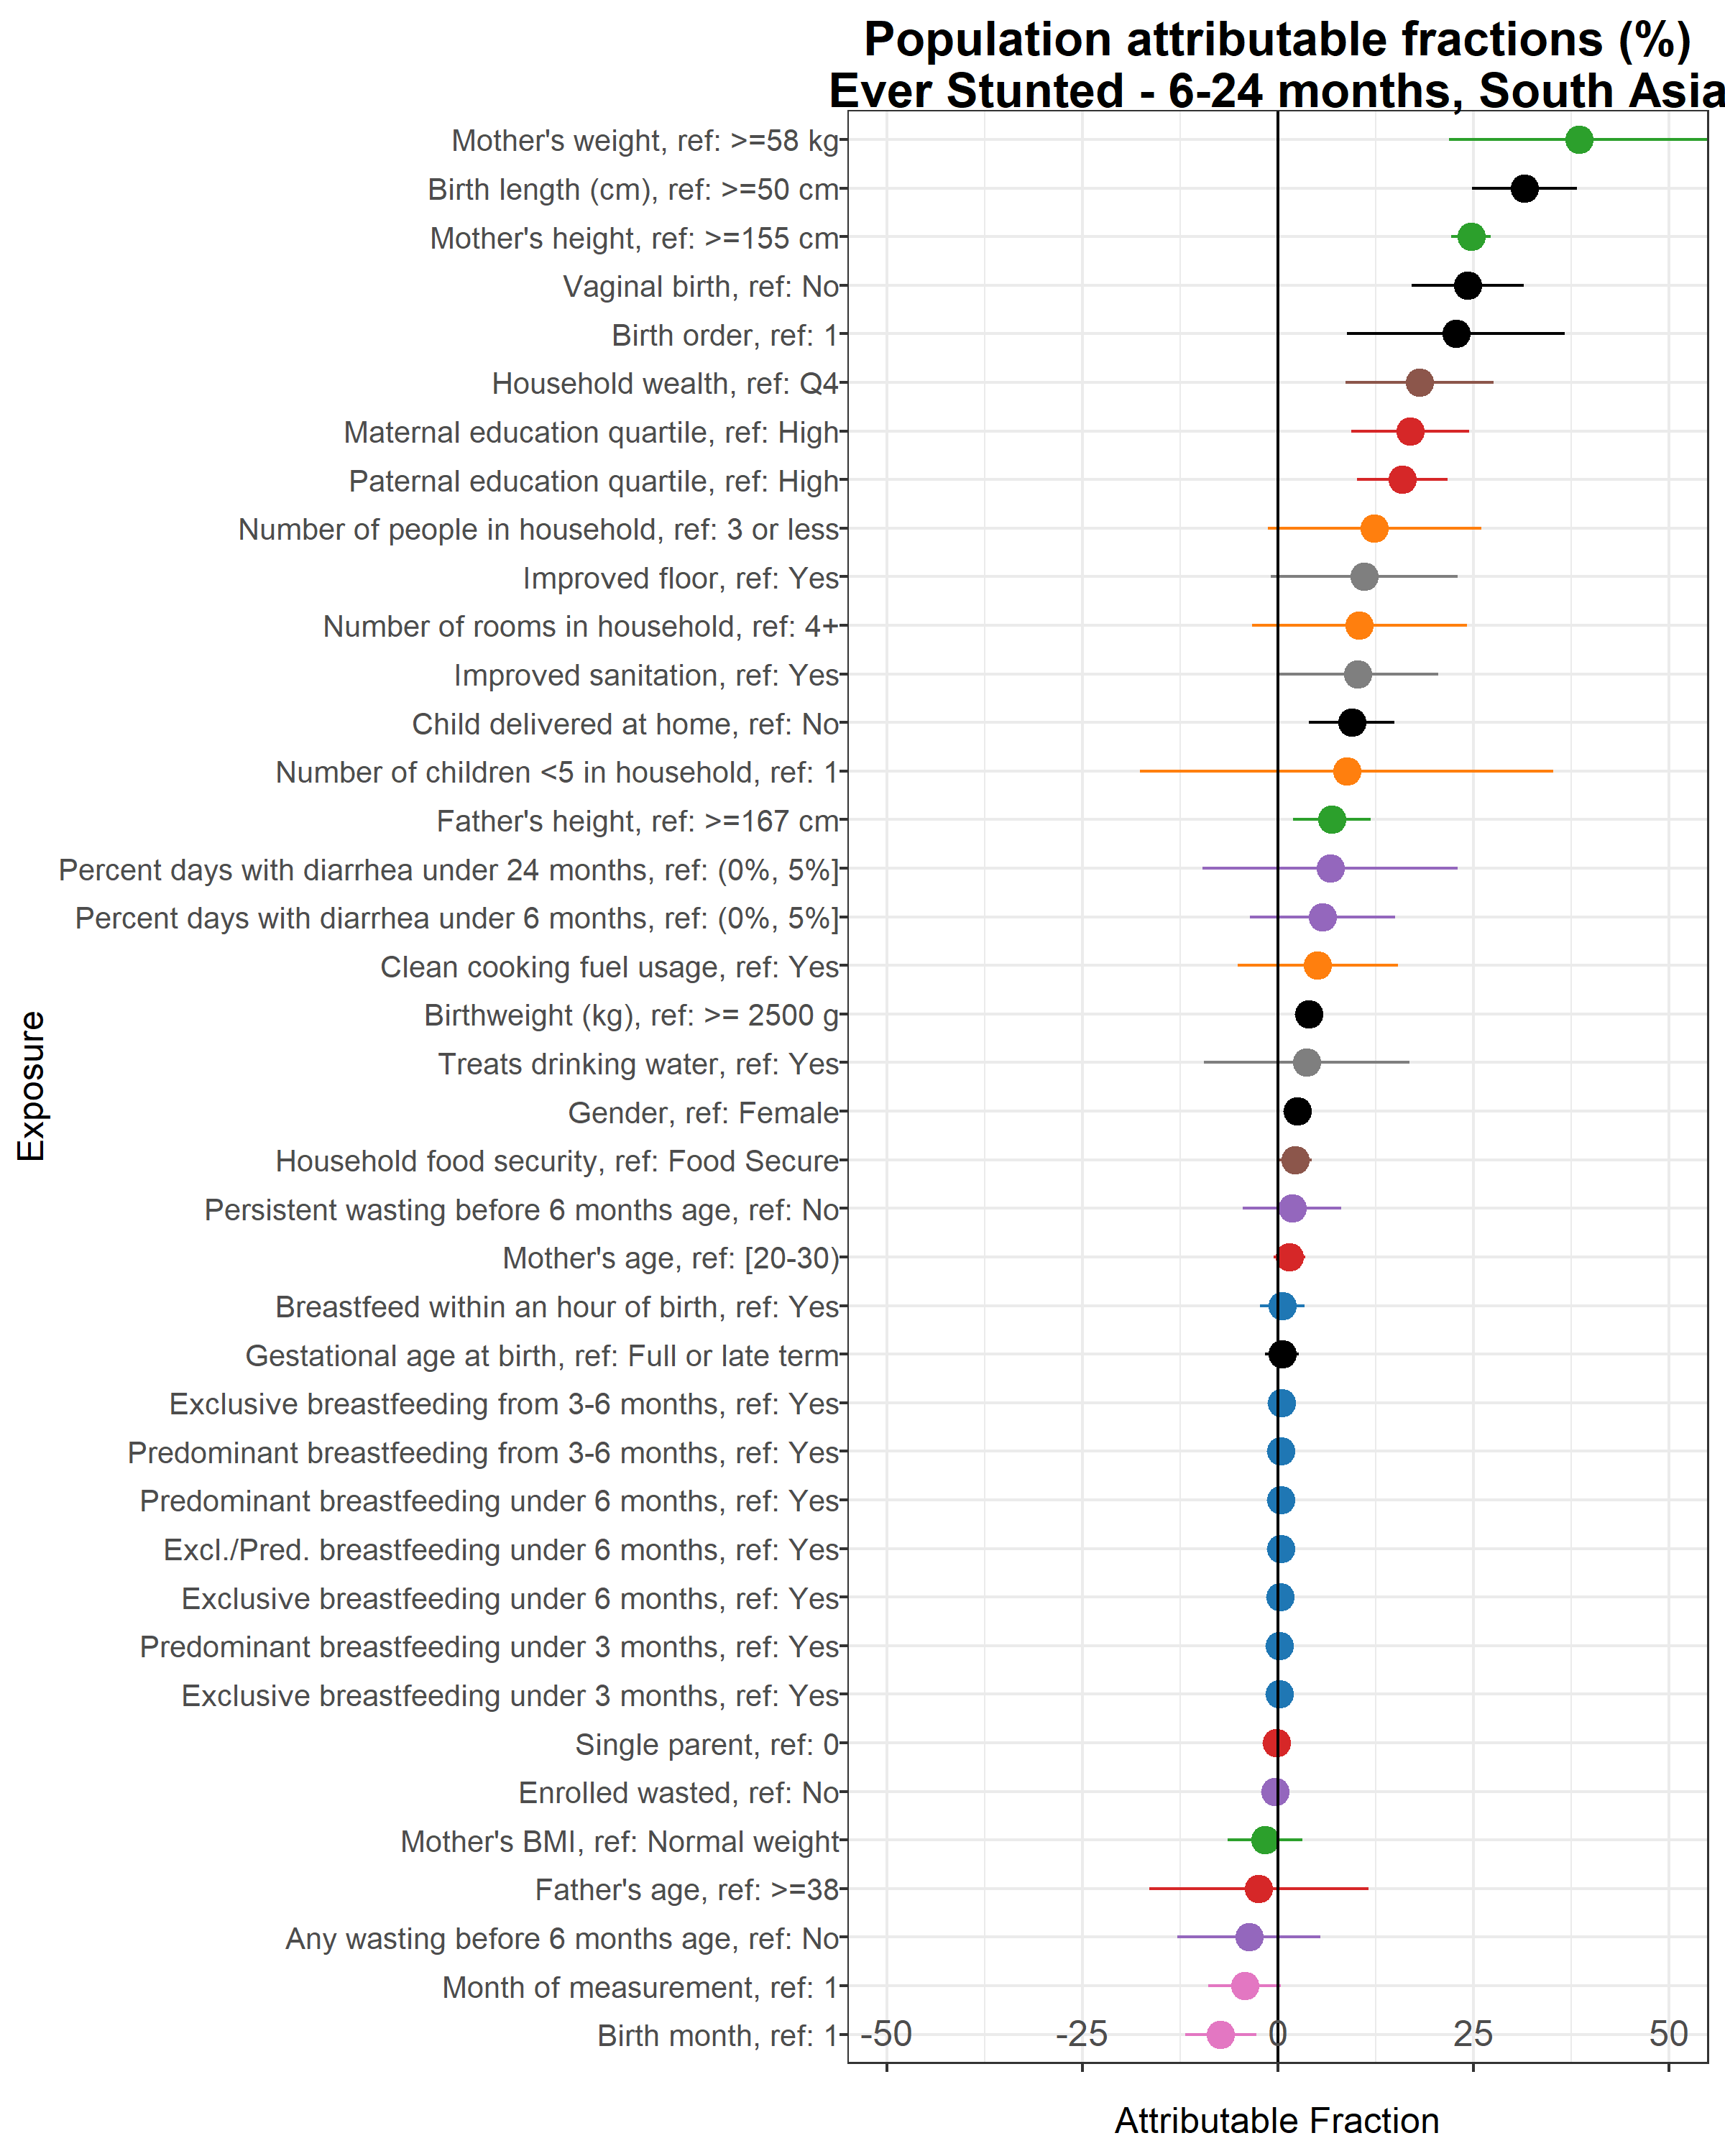 Population attributable fractions (%)
Ever Stunted - 6-24 months, South Asia
Mother's weight, ref: >=58 kg
Birth length (cm), ref: >=50 cm
Mother's height, ref: >=155 cm
Vaginal birth, ref: No
Birth order, ref: 1
Household wealth, ref: Q4
Maternal education quartile, ref: High
Paternal education quartile, ref: High
Number of people in household, ref: 3 or less
Improved floor, ref: Yes
Number of rooms in household, ref: 4+
Improved sanitation, ref: Yes
Child delivered at home, ref: No
Number of children <5 in household, ref: 1
Father's height, ref: >=167 cm
Percent days with diarrhea under 24 months, ref: (0%, 5%]
Percent days with diarrhea under 6 months, ref: (0%, 5%]
Clean cooking fuel usage, ref: Yes
Birthweight (kg), ref: >= 2500 g
Treats drinking water, ref: Yes
Gender, ref: Female
Household food security, ref: Food Secure
Persistent wasting before 6 months age, ref: No
Mother's age, ref: [20-30)
Breastfeed within an hour of birth, ref: Yes
Gestational age at birth, ref: Full or late term
Exclusive breastfeeding from 3-6 months, ref: Yes
Predominant breastfeeding from 3-6 months, ref: Yes
Predominant breastfeeding under 6 months, ref: Yes
Excl./Pred. breastfeeding under 6 months, ref: Yes
Exclusive breastfeeding under 6 months, ref: Yes
Predominant breastfeeding under 3 months, ref: Yes
Exclusive breastfeeding under 3 months, ref: Yes
Single parent, ref: 0
Enrolled wasted, ref: No
Mother's BMI, ref: Normal weight
Father's age, ref: >=38
Any wasting before 6 months age, ref: No
Month of measurement, ref: 1
Birth month, ref: 1
-50 -25 0 25 50
Attributable Fraction
Exposure